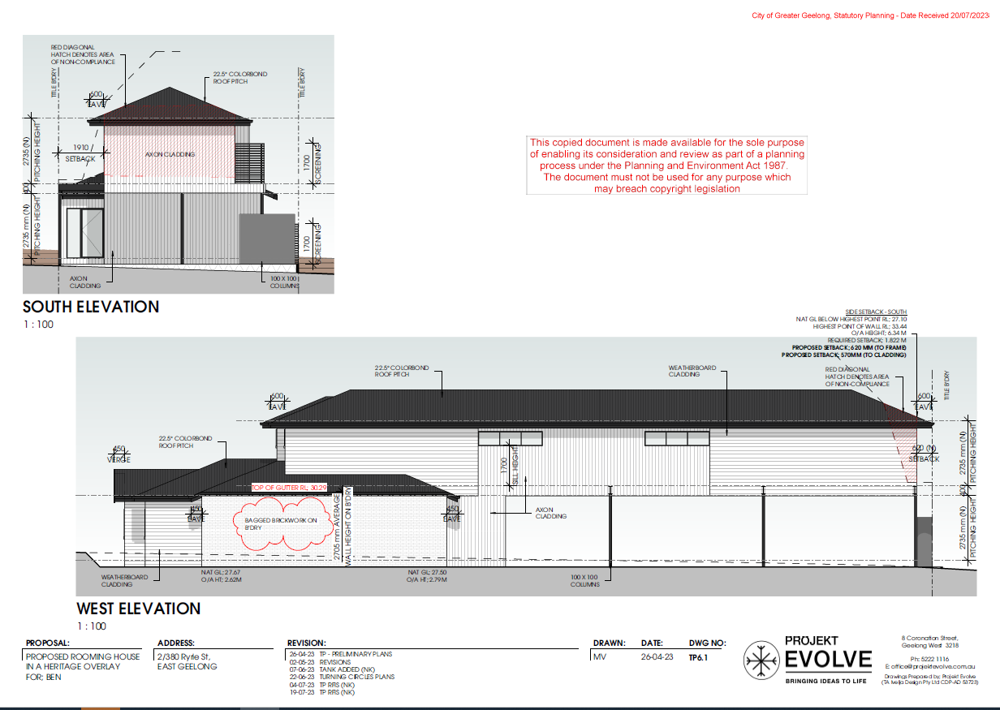 City of Greater Geelong, Statutory Planning - Date Received 20/07/2023
RED DIAGONAL
HATCH DENOTES AREA
OF NON-COMPLIANCE
TITLE B'DRY
600
EAVE
22.5° COLORBOND
ROOF PITCH
TITLE B'DRY
2735 (N)
PITCHING HEIGHT
1910
SETBACK
AXON CLADDING
1700
SCREENING
400
2735 mm (N)
PITCHING HEIGHT
1700
SCREENING
AXON
CLADDING
100 X 100
COLUMNS
SOUTH ELEVATION
1 : 100
This copied document is made available for the sole purpose
of enabling its consideration and review as part of a planning
process under the Planning and Environment Act 1987.
The document must not be used for any purpose which
may breach copyright legislation
SIDE SETBACK - SOUTH
NAT GL BELOW HIGHEST POINT RL; 27.10
HIGHEST POINT OF WALL RL; 33.44
O/A HEIGHT; 6.34 M
REQUIRED SETBACK; 1.822 M
PROPOSED SETBACK; 620 MM (TO FRAME)
PROPOSED SETBACK; 570MM (TO CLADDING)
RED DIAGONAL
HATCH DENOTES AREA
OF NON-COMPLIANCE
TITLE B'DRY
22.5° COLORBOND
ROOF PITCH
WEATHERBOARD
CLADDING
600
EAVE
600
EAVE
22.5° COLORBOND
ROOF PITCH
450
VERGE
620 (N)
SETBACK
2735 mm (N)
PITCHING HEIGHT
1700
SILL HEIGHT
TOP OF GUTTER RL; 30.29
400
450
EAVE
BAGGED BRICKWORK ON
B'DRY
2705 mm AVERAGE
WALL HEIGHT ON B'DRY
450
EAVE
AXON
CLADDING
2735 mm (N)
PITCHING HEIGHT
WEATHERBOARD
CLADDING
NAT GL; 27.67
O/A HT; 2.62M
NAT GL; 27.50
O/A HT; 2.79M
100 X 100
COLUMNS
WEST ELEVATION
1 : 100
PROPOSAL:
PROPOSED ROOMING HOUSE
IN A HERITAGE OVERLAY
FOR; BEN
ADDRESS:
2/380 Ryrie St,
EAST GEELONG
REVISION:
26-04-23 TP - PRELIMINARY PLANS
02-05-23 REVISIONS
07-06-23 TANK ADDED (NK)
22-06-23 TURNING CIRCLES PLANS
04-07-23 TP RFIS (NK)
19-07-23 TP RFIS (NK)
DRAWN:
MV
DATE:
26-04-23
DWG NO:
TP6.1
PROJEKT
EVOLVE
BRINGING IDEAS TO LIFE
8 Coronation Street,
Geelong West 3218
Ph: 5222 1116
E: office@projektevolve.com.au
Drawings Prepared by: Projekt Evolve
(TA Ivelja Design Pty Ltd CDP-AD 53723)